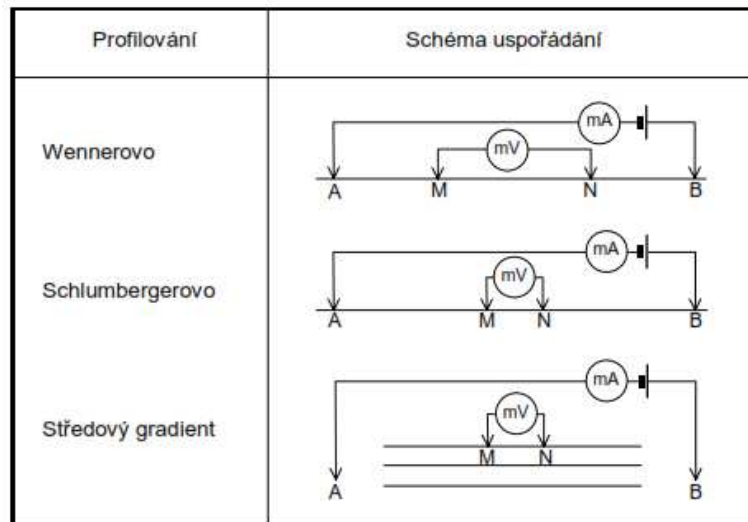 Profilování Schéma uspořádání
mA
Wennerovo mV
A M N B
mA
Schlumbergerovo mV
A M N B
mA
Středový gradient mV
M N
A B